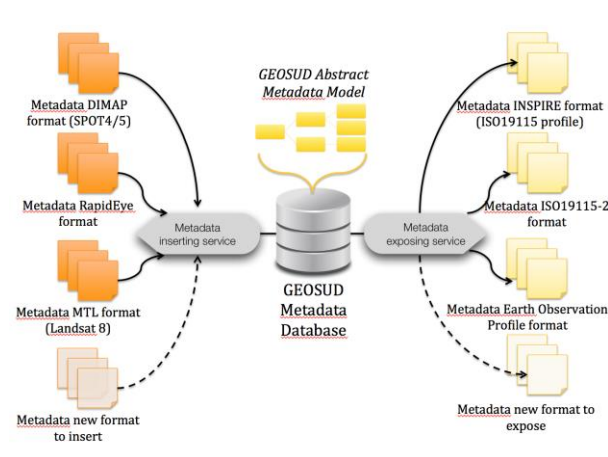 Metadata DIMAP
format (SPOT4/5)
Metadata RapidEye
format
Metadata MTL format
(Landsat 8)
Metadata new format
to insert
Metadata
inserting service
GEOSUD Abstract
Metadata Model
GEOSUD
Metadata
Database
Metadata
exposing service
Metadata INSPIRE format
(ISO19115 profile)
Metadata ISO19115-2
format
Metadata Earth Observation
Profile format
Metadata new format to
expose